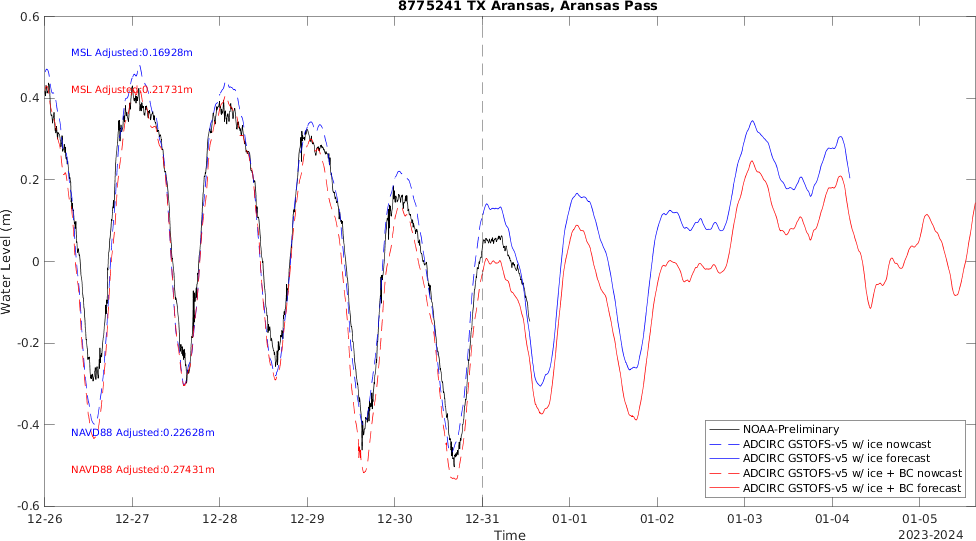 8775241 TX Aransas, Aransas Pass
0.6
0.4
0.2
0
-0.2
-0.4
-0.6
Water Level (m)
MSL Adjusted:0.16928m
MSL Adjusted:0.21731m
NAVD88 Adjusted:0.22628m
NAVD88 Adjusted:0.27431m
NOAA-Preliminary
ADCIRC GSTOFS-v5 w/ ice nowcast
ADCIRC GSTOFS-v5 w/ ice forecast
ADCIRC GSTOFS-v5 w/ ice + BC nowcast
ADCIRC GSTOFS-v5 w/ ice + BC forecast
12-26 12-27 12-28 12-29 12-30 12-31 01-01 01-02 01-03 01-04 01-05
Time
2023-2024